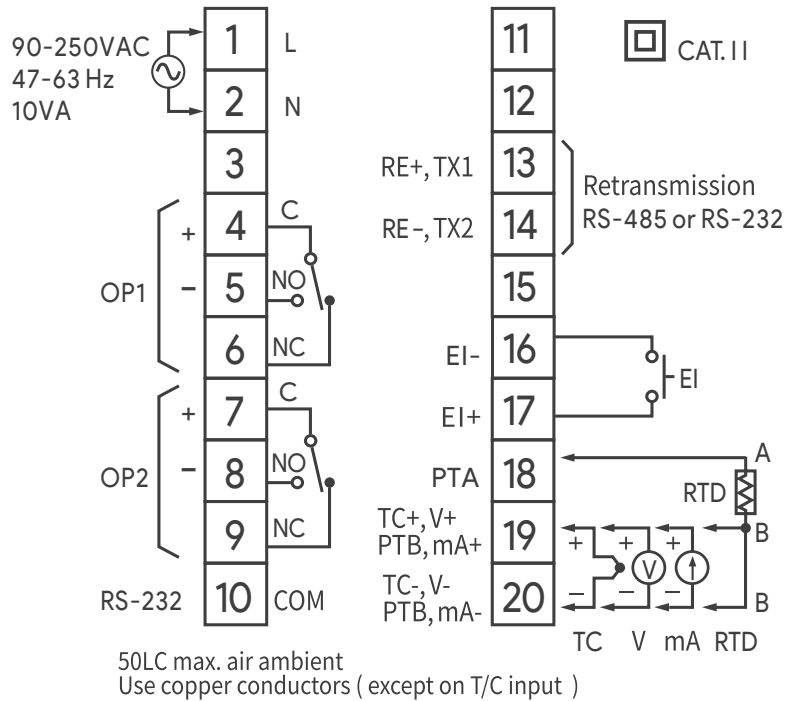 90-250VAC
47-63 Hz
10VA
1 L
2 N
3
OP1
+ 4 C
- 5 NO
6 NC
OP2
+ 7 C
- 8 NO
9 NC
RS-232 10 COM
11
12
RE+, TX1 13
RE-, TX2 14
Retransmission
RS-485 or RS-232
15
EI- 16
EI
EI+ 17
PTA 18 A
RTD
TC+, V+
PTB, mA+
19 B
+ + +
V
TC-, V-
PTB, mA-
20 B
- - -
TC V mA RTD
CAT. II
50LC max. air ambient
Use copper conductors ( except on T/C input )